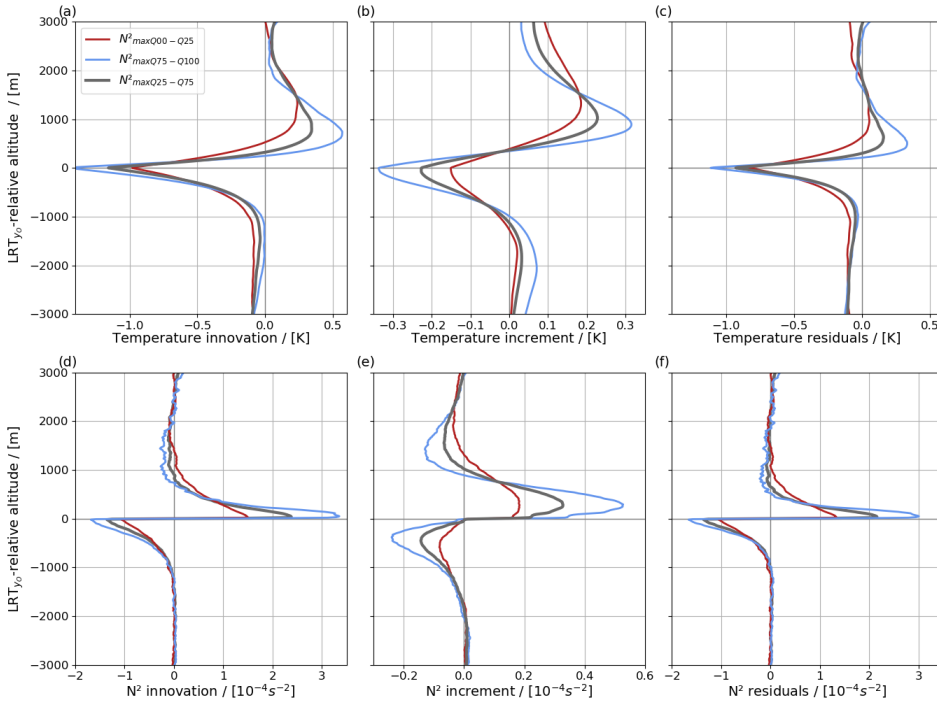 (a)
(b)
(c)
3000
2000
1000
0
−1000
−2000
−3000
LRTyo-relative altitude / [m]
N²maxQ00−Q25
N²maxQ75−Q100
N²maxQ25−Q75
−1.0 −0.5 0.0 0.5
−0.3 −0.2 −0.1 0.0 0.1 0.2 0.3
−1.0 −0.5 0.0 0.5
Temperature innovation / [K]
Temperature increment / [K]
Temperature residuals / [K]
(d)
(e)
(f)
3000
2000
1000
0
−1000
−2000
−3000
LRTyo-relative altitude / [m]
−2 −1 0 1 2 3
−0.2 0.0 0.2 0.4 0.6
−2 −1 0 1 2 3
N² innovation / [10⁻⁴s⁻²]
N² increment / [10⁻⁴s⁻²]
N² residuals / [10⁻⁴s⁻²]